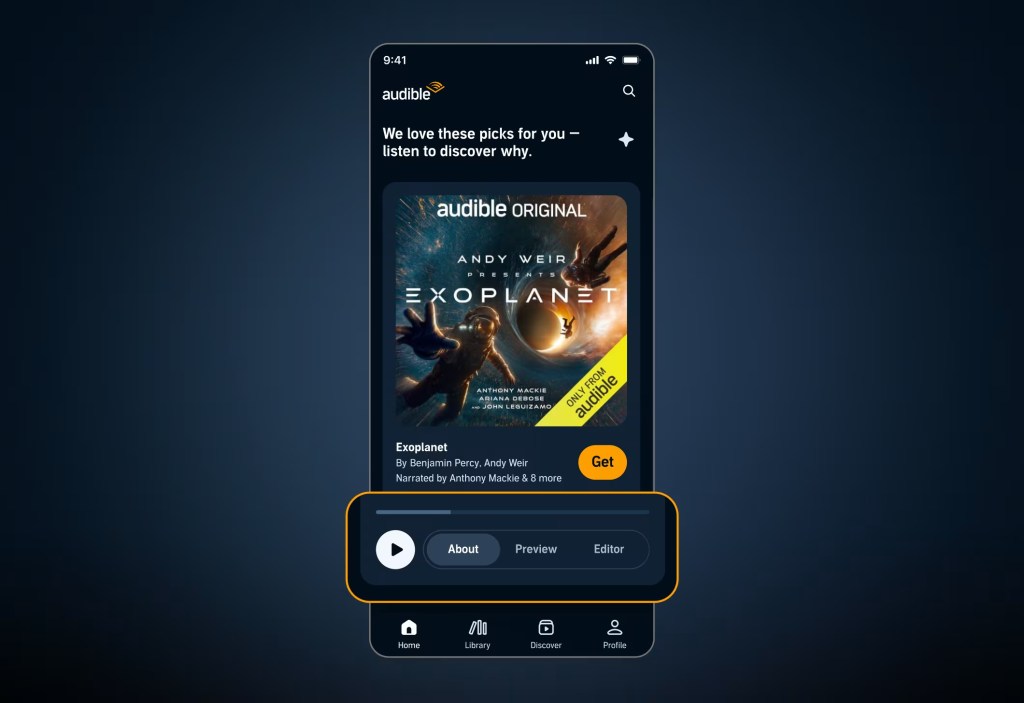 9:41
audible
We love these picks for you —
listen to discover why.
audible ORIGINAL
ANDY WEIR
PRESENTS
EXOPLANET
ANTHONY MACKIE
ARIANA DEBOSE
AND JOHN LEGUIZAMO
ONLY FROM
audible
Exoplanet
By Benjamin Percy, Andy Weir
Narrated by Anthony Mackie & 8 more
Get
About Preview Editor
Home Library Discover Profile